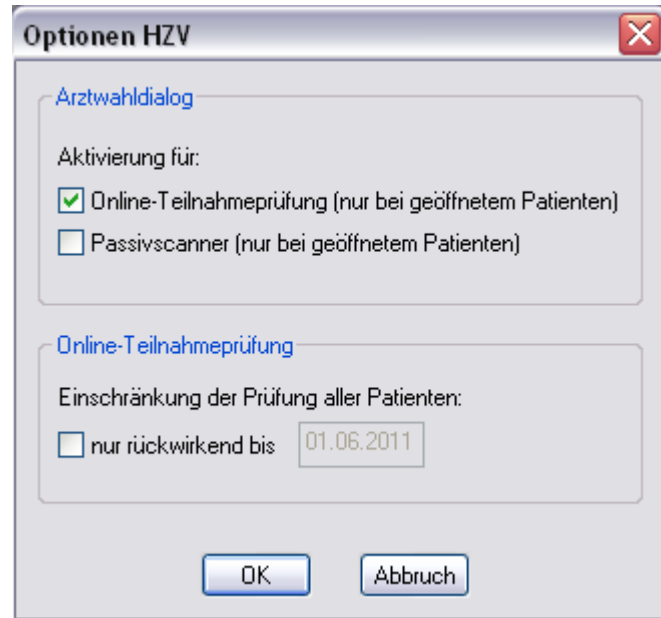 Optionen HZV
Arztwahldialog
Aktivierung für:
Online-Teilnahmeprüfung (nur bei geöffnetem Patienten)
Passivscanner (nur bei geöffnetem Patienten)
Online-Teilnahmeprüfung
Einschränkung der Prüfung aller Patienten:
nur rückwirkend bis 01.06.2011
OK Abbruch